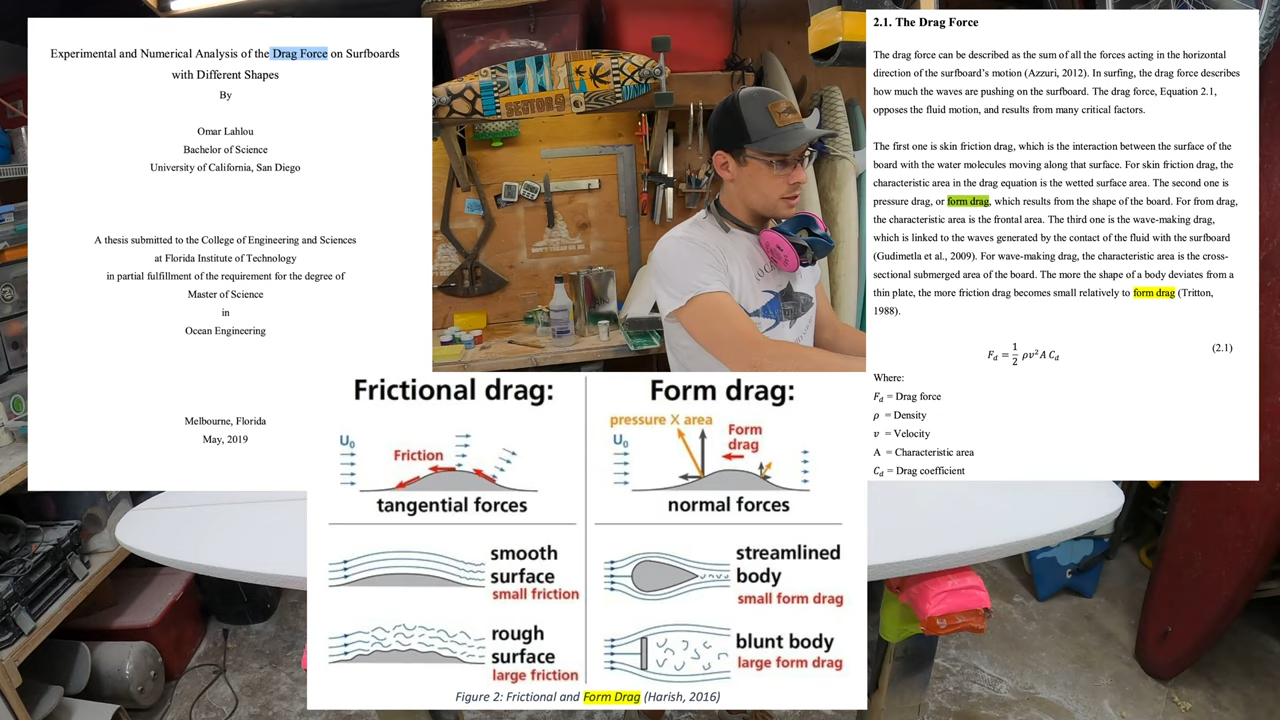 Experimental and Numerical Analysis of the Drag Force on Surfboards
with Different Shapes
By
Omar Lahlou
Bachelor of Science
University of California, San Diego
A thesis submitted to the College of Engineering and Sciences
at Florida Institute of Technology
in partial fulfillment of the requirement for the degree of
Master of Science
in
Ocean Engineering
Melbourne, Florida
May, 2019
SECTOR 9
2.1. The Drag Force
The drag force can be described as the sum of all the forces acting in the horizontal
direction of the surfboard's motion (Azzuri, 2012). In surfing, the drag force describes
how much the waves are pushing on the surfboard. The drag force, Equation 2.1,
opposes the fluid motion, and results from many critical factors.
The first one is skin friction drag, which is the interaction between the surface of the
board with the water molecules moving along that surface. For skin friction drag, the
characteristic area in the drag equation is the wetted surface area. The second one is
pressure drag, or form drag, which results from the shape of the board. For from drag,
the characteristic area is the frontal area. The third one is the wave-making drag,
which is linked to the waves generated by the contact of the fluid with the surfboard
(Gudimetla et al., 2009). For wave-making drag, the characteristic area is the cross-
sectional submerged area of the board. The more the shape of a body deviates from a
thin plate, the more friction drag becomes small relatively to form drag (Tritton,
1988).
F_d = 1/2 ρv²A C_d (2.1)
Where:
F_d = Drag force
ρ = Density
v = Velocity
A = Characteristic area
C_d = Drag coefficient
Frictional drag:
U₀
Friction
tangential forces
smooth
surface
small friction
rough
surface
large friction
Form drag:
pressure X area
U₀
Form
drag
normal forces
streamlined
body
small form drag
blunt body
large form drag
Figure 2: Frictional and Form Drag (Harish, 2016)